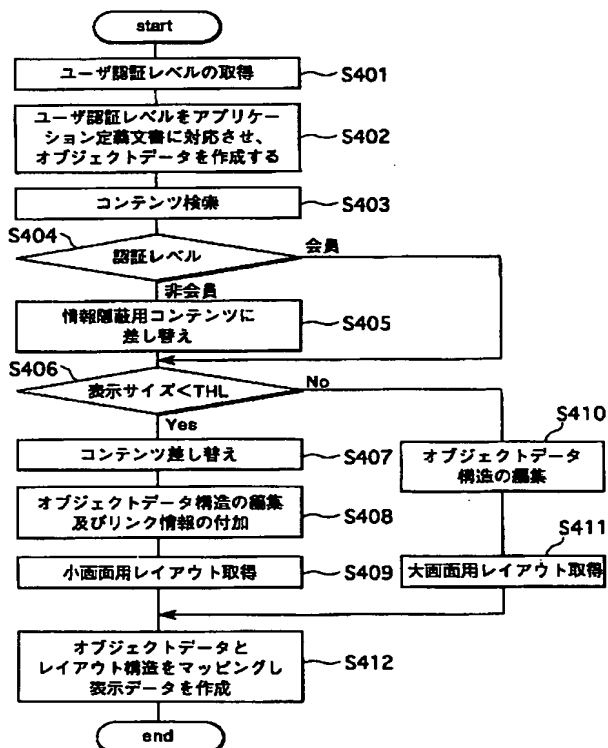 start
ユーザ認証レベルの取得
S401
ユーザ認証レベルをアプリケー
ション定義文書に対応させ、
オブジェクトデータを作成する
S402
コンテンツ検索
S403
S404
認証レベル
会員
非会員
情報隠蔽用コンテンツに
差し替え
S405
S406
表示サイズ<THL
No
Yes
S410
コンテンツ差し替え
S407
オブジェクトデータ
構造の編集
オブジェクトデータ構造の編集
及びリンク情報の付加
S408
S411
小画面用レイアウト取得
S409
大画面用レイアウト取得
オブジェクトデータと
レイアウト構造をマッピングし
表示データを作成
S412
end